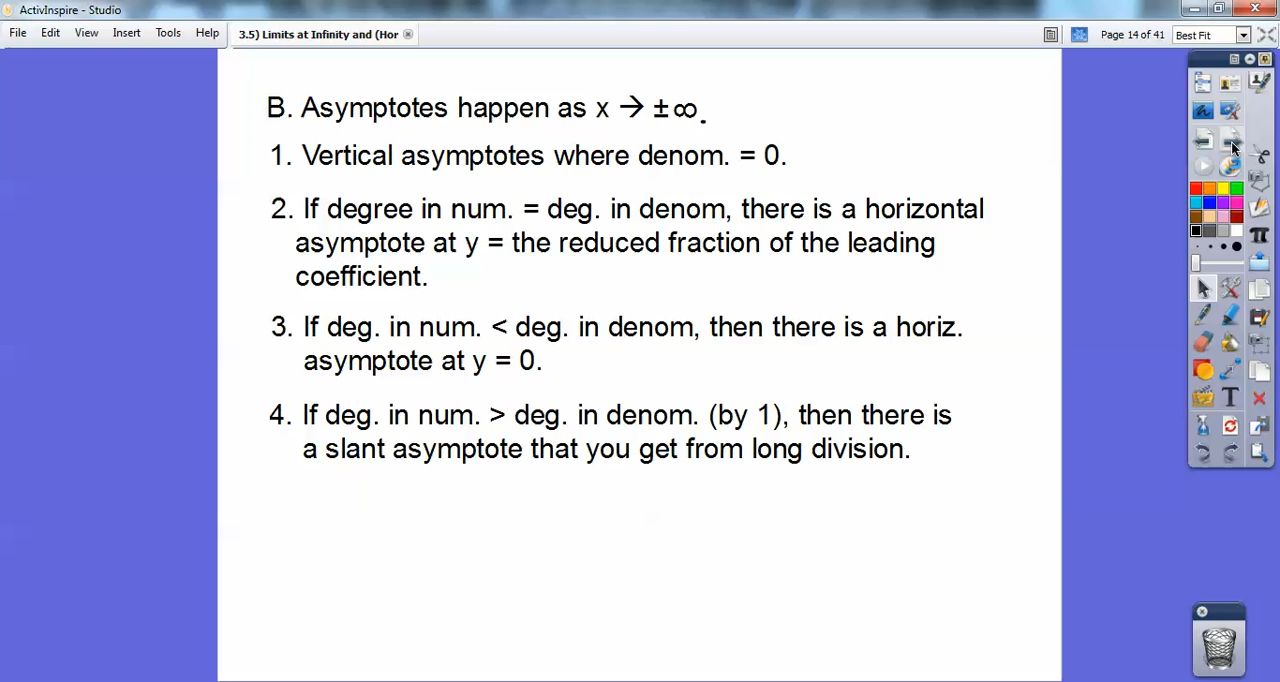 ActivInspire - Studio
File Edit View Insert Tools Help
3.5) Limits at Infinity and (Hor
Page 14 of 41
Best Fit
B. Asymptotes happen as x → ±∞.
1. Vertical asymptotes where denom. = 0.
2. If degree in num. = deg. in denom, there is a horizontal
asymptote at y = the reduced fraction of the leading
coefficient.
3. If deg. in num. < deg. in denom, then there is a horiz.
asymptote at y = 0.
4. If deg. in num. > deg. in denom. (by 1), then there is
a slant asymptote that you get from long division.